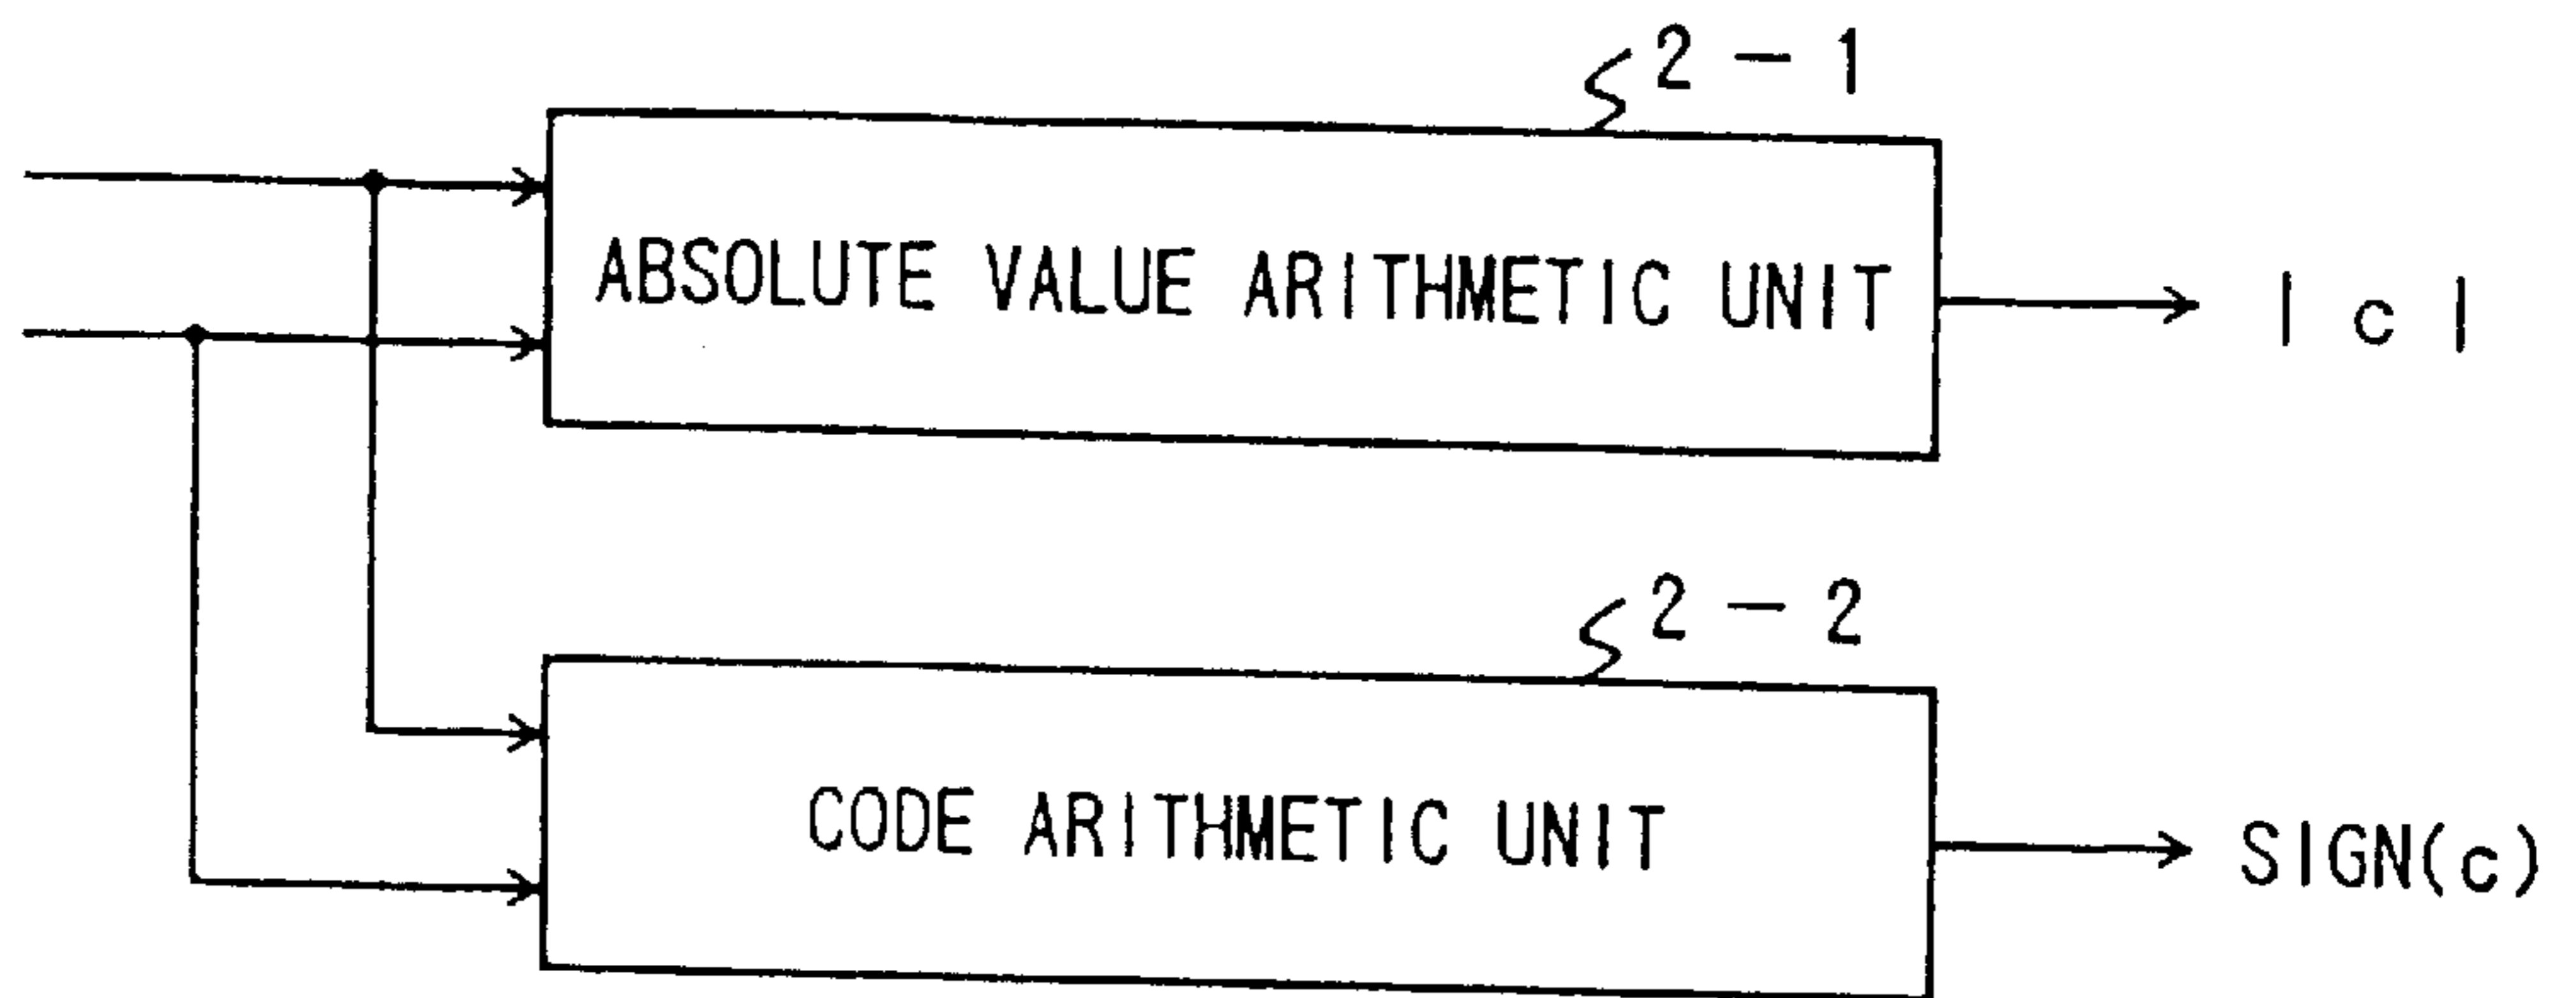 2-1
ABSOLUTE VALUE ARITHMETIC UNIT
|c|
2-2
CODE ARITHMETIC UNIT
SIGN(c)